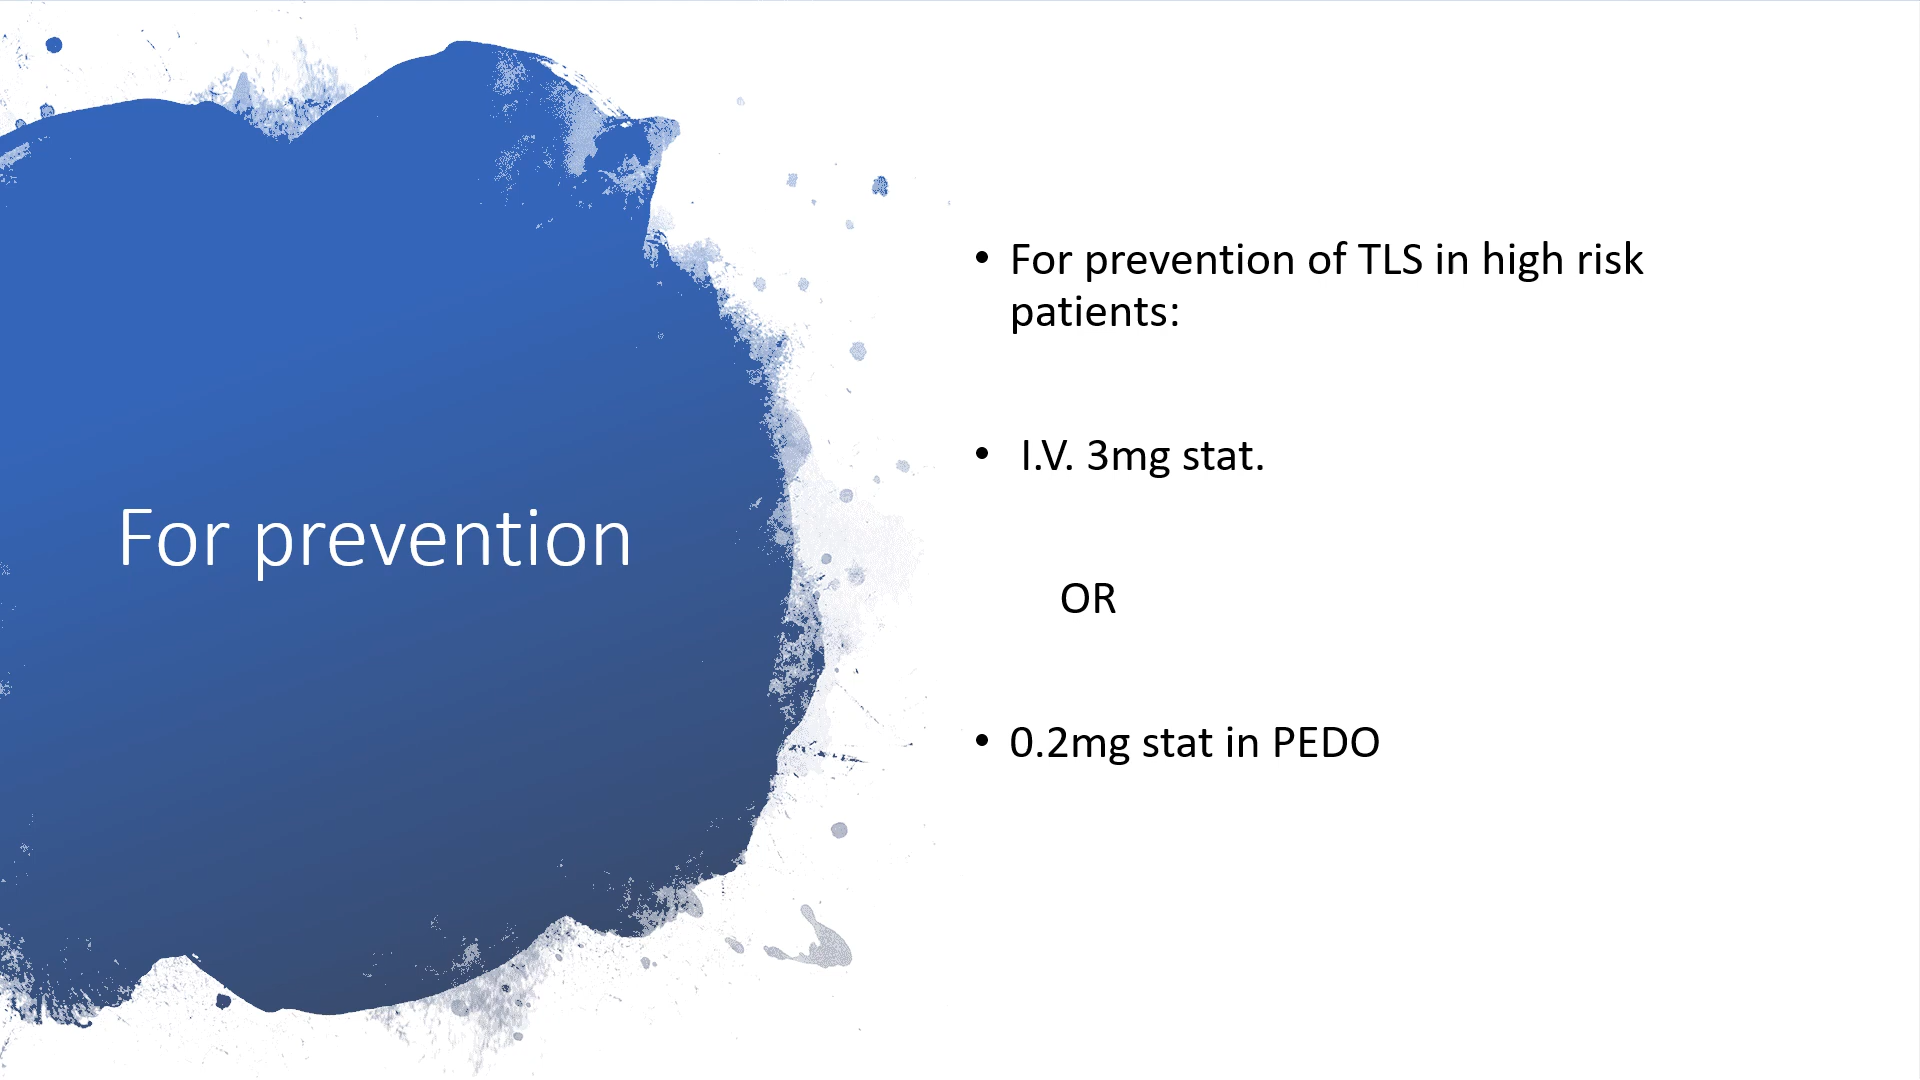 For prevention
• For prevention of TLS in high risk
patients:
• I.V. 3mg stat.
OR
• 0.2mg stat in PEDO